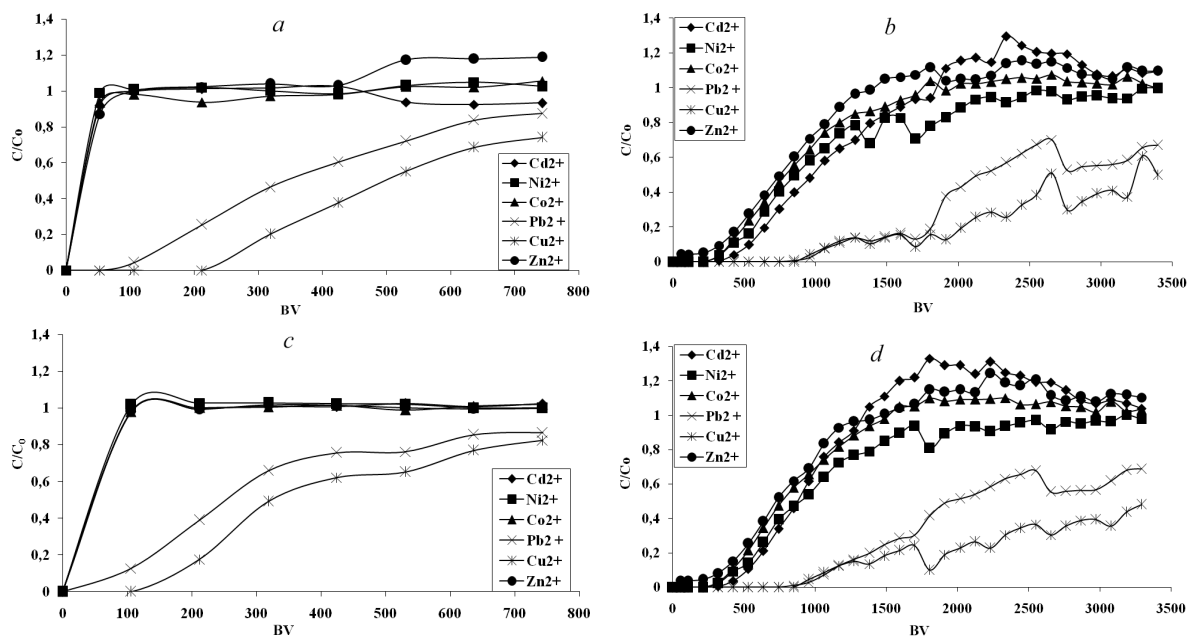 a
C/Co
1,4
1,2
1
0,8
0,6
0,4
0,2
0
0 100 200 300 400 500 600 700 800
BV
Cd2+
Ni2+
Co2+
Pb2 +
Cu2+
Zn2+
b
C/Co
1,4
1,2
1,0
0,8
0,6
0,4
0,2
0,0
0 500 1000 1500 2000 2500 3000 3500
BV
Cd2+
Ni2+
Co2+
Pb2 +
Cu2+
Zn2+
c
C/C₀
1,4
1,2
1
0,8
0,6
0,4
0,2
0
0 100 200 300 400 500 600 700 800
BV
Cd2+
Ni2+
Co2+
Pb2 +
Cu2+
Zn2+
d
C/Co
1,4
1,2
1,0
0,8
0,6
0,4
0,2
0,0
0 500 1000 1500 2000 2500 3000 3500
BV
Cd2+
Ni2+
Co2+
Pb2 +
Cu2+
Zn2+